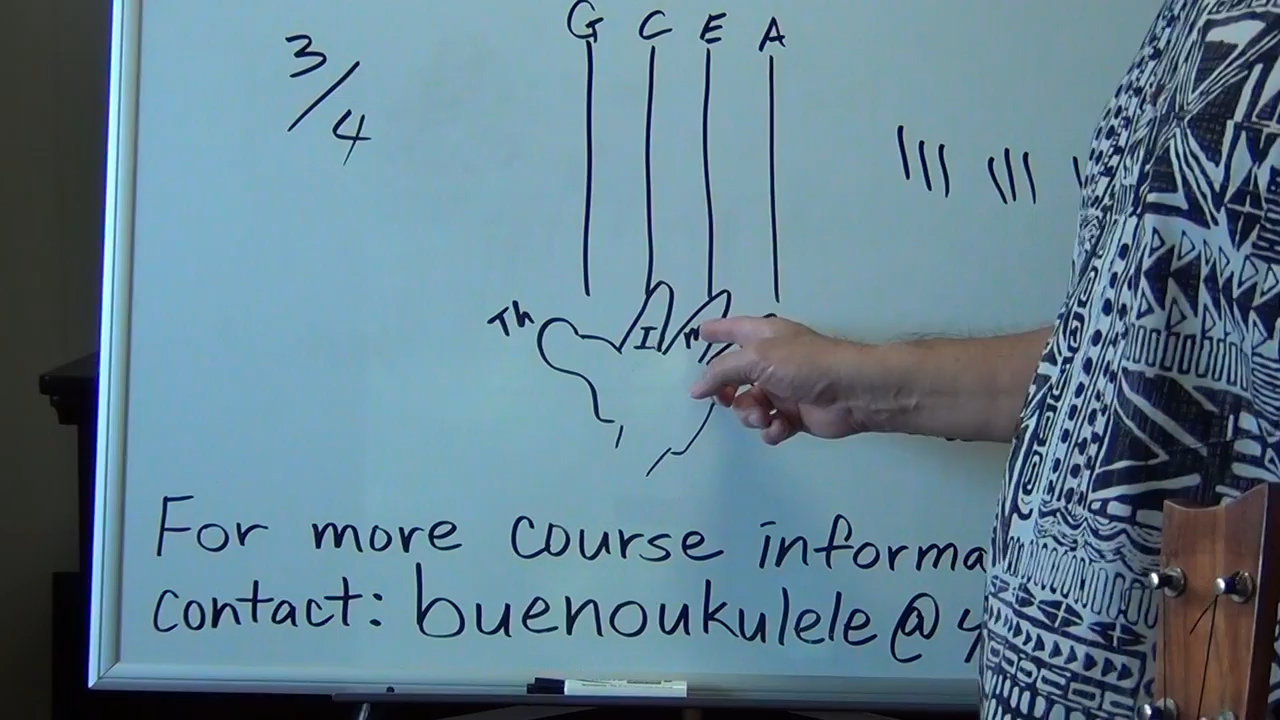 G C E A
3/4
Th
I m
For more course informa
contact: buenoukulele@y